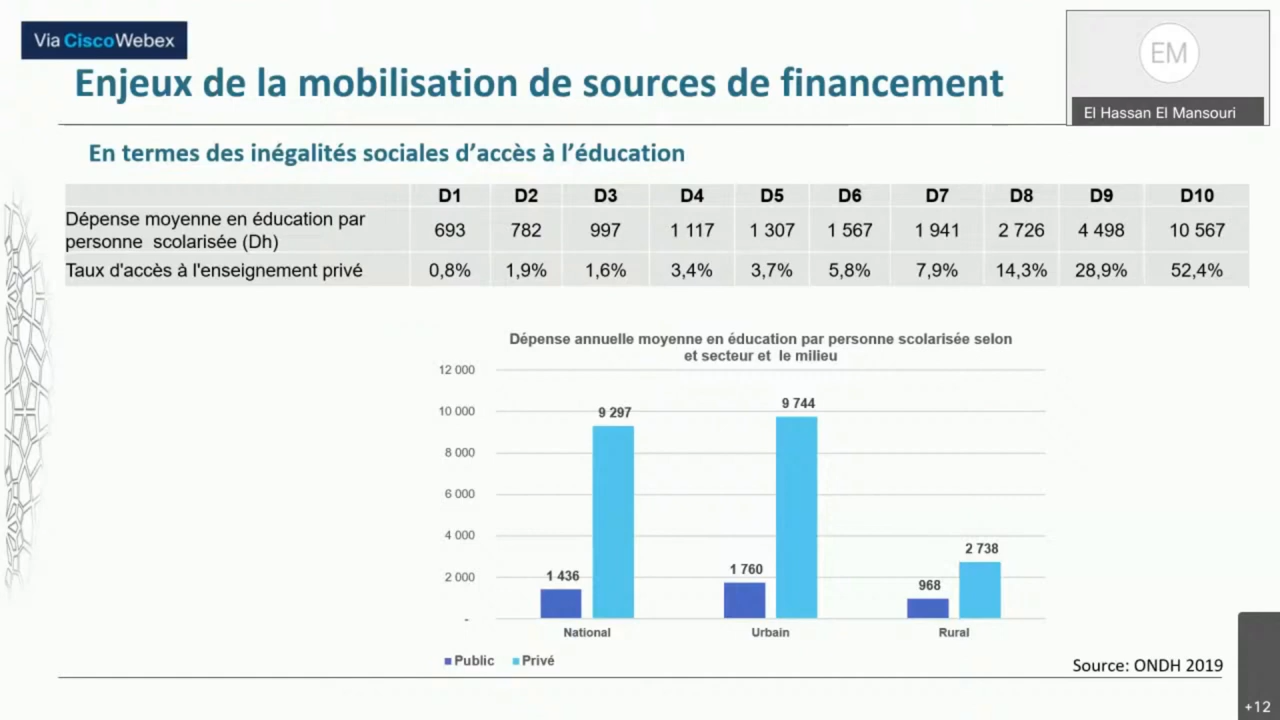 Via Cisco Webex
EM
El Hassan El Mansouri
Enjeux de la mobilisation de sources de financement
En termes des inégalités sociales d'accès à l'éducation
D1 D2 D3 D4 D5 D6 D7 D8 D9 D10
Dépense moyenne en éducation par
personne scolarisée (Dh) 693 782 997 1 117 1 307 1 567 1 941 2 726 4 498 10 567
Taux d'accès à l'enseignement privé 0,8% 1,9% 1,6% 3,4% 3,7% 5,8% 7,9% 14,3% 28,9% 52,4%
Dépense annuelle moyenne en éducation par personne scolarisée selon
et secteur et le milieu
12 000
10 000
8 000
6 000
4 000
2 000
-
9 297
9 744
2 738
1 436
1 760
968
National Urbain Rural
Public Privé
Source: ONDH 2019
+12